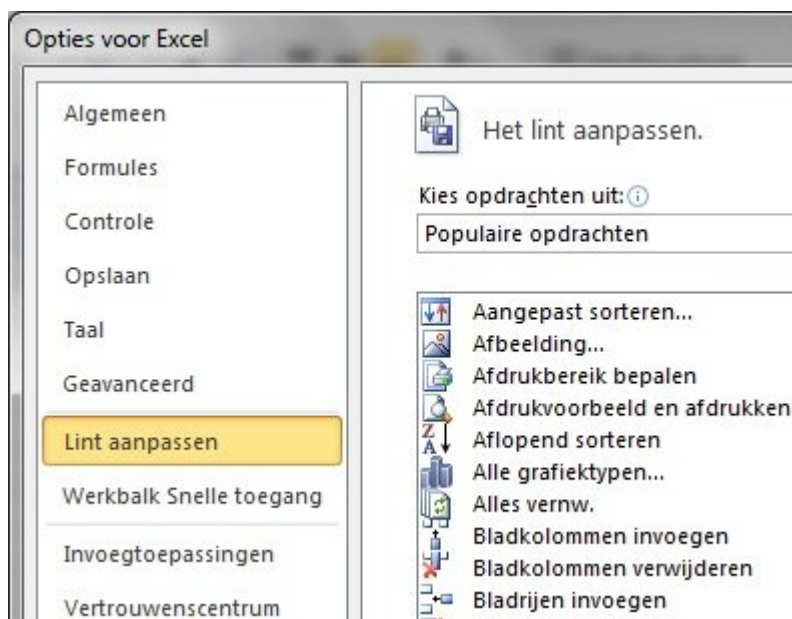 Opties voor Excel
Algemeen
Formules
Controle
Opslaan
Taal
Geavanceerd
Lint aanpassen
Werkbalk Snelle toegang
Invoegtoepassingen
Vertrouwenscentrum
Het lint aanpassen.
Kies opdrachten uit:
Populaire opdrachten
Aangepast sorteren...
Afbeelding...
Afdrukbereik bepalen
Afdrukvoorbeeld en afdrukken
Aflopend sorteren
Alle grafiektypen...
Alles vernw.
Bladkolommen invoegen
Bladkolommen verwijderen
Bladrijen invoegen